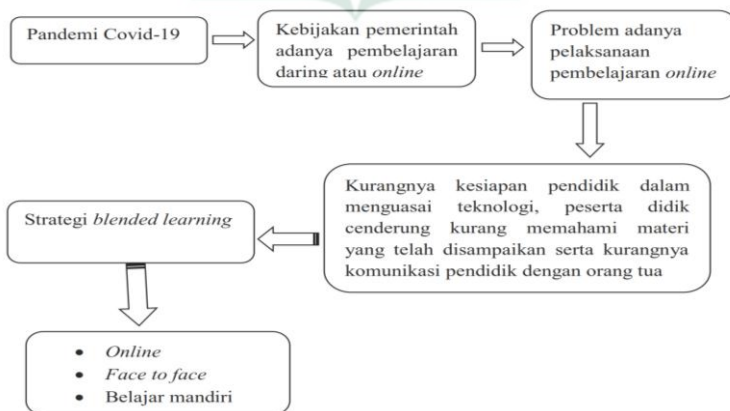 Pandemi Covid-19
Kebijakan pemerintah
adanya pembelajaran
daring atau online
Problem adanya
pelaksanaan
pembelajaran online
Kurangnya kesiapan pendidik dalam
menguasai teknologi, peserta didik
cenderung kurang memahami materi
yang telah disampaikan serta kurangnya
komunikasi pendidik dengan orang tua
Strategi blended learning
• Online
• Face to face
• Belajar mandiri